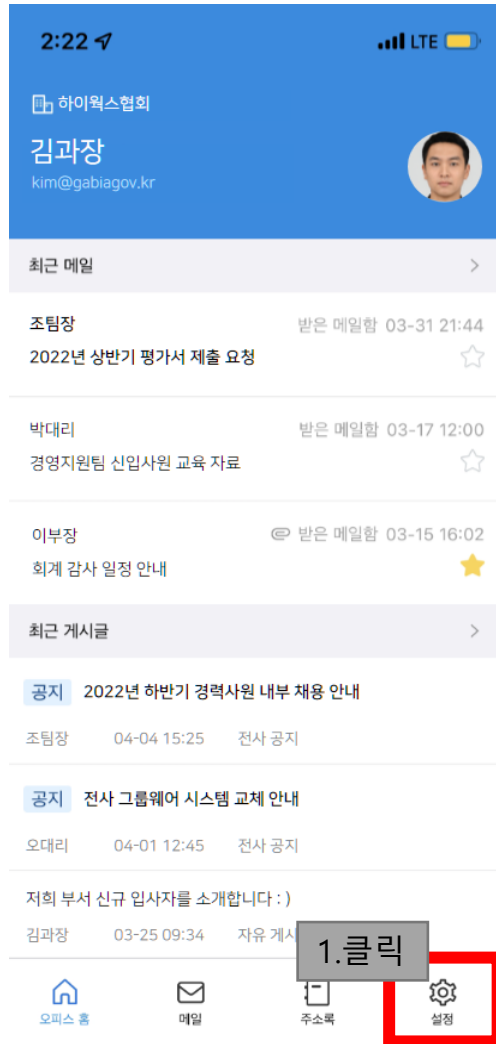 2:22 LTE
하이웍스협회
김과장
kim@gabiagov.kr
최근 메일
조팀장 받은 메일함 03-31 21:44
2022년 상반기 평가서 제출 요청
박대리 받은 메일함 03-17 12:00
경영지원팀 신입사원 교육 자료
이부장 받은 메일함 03-15 16:02
회계 감사 일정 안내
최근 게시글
공지 2022년 하반기 경력사원 내부 채용 안내
조팀장 04-04 15:25 전사 공지
공지 전사 그룹웨어 시스템 교체 안내
오대리 04-01 12:45 전사 공지
저희 부서 신규 입사자를 소개합니다 : )
김과장 03-25 09:34 자유
1.클릭
오피스 홈 메일 주소록 설정